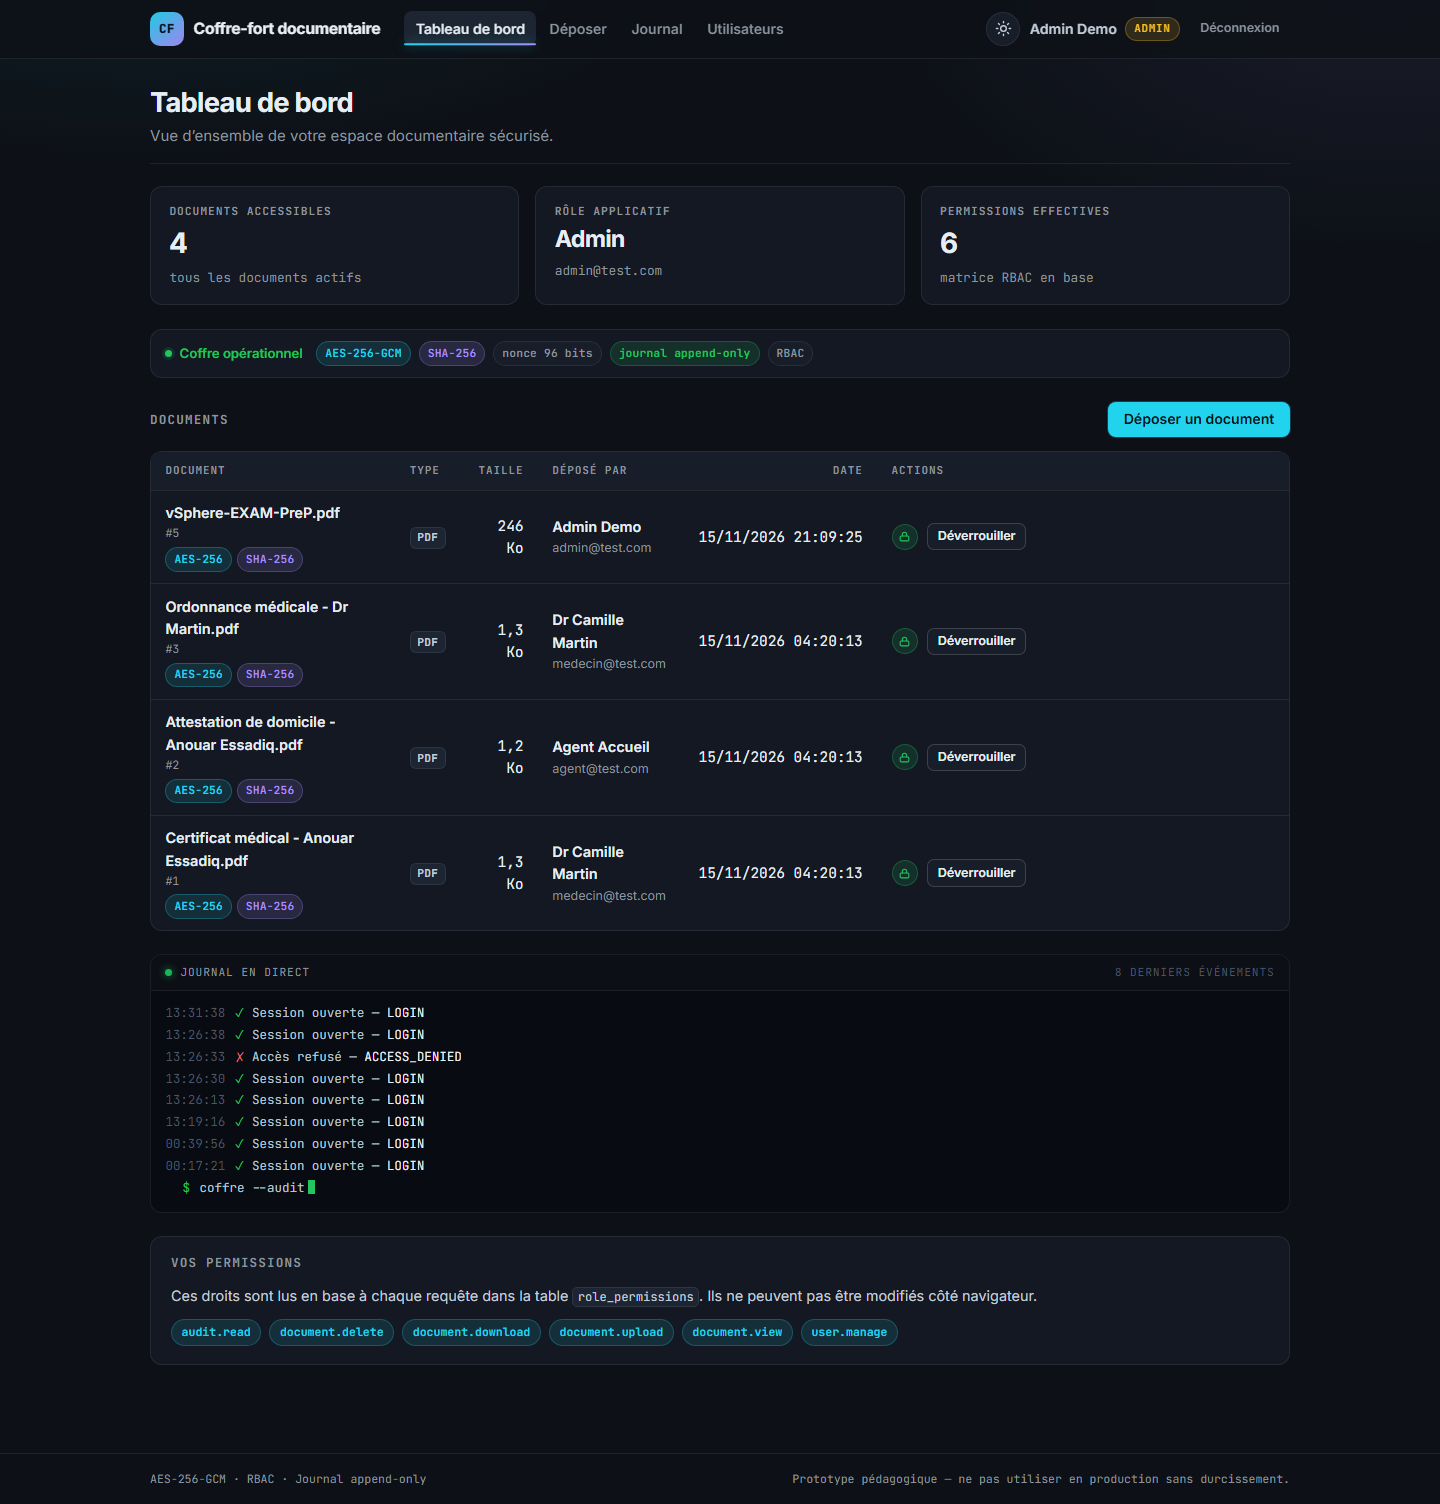 CF Coffre-fort documentaire Tableau de bord Déposer Journal Utilisateurs Admin Demo ADMIN Déconnexion
Tableau de bord
Vue d'ensemble de votre espace documentaire sécurisé.
DOCUMENTS ACCESSIBLES
4
tous les documents actifs
RÔLE APPLICATIF
Admin
admin@test.com
PERMISSIONS EFFECTIVES
6
matrice RBAC en base
Coffre opérationnel AES-256-GCM SHA-256 nonce 96 bits journal append-only RBAC
DOCUMENTS Déposer un document
DOCUMENT TYPE TAILLE DÉPOSÉ PAR DATE ACTIONS
vSphere-EXAM-PreP.pdf
#5
AES-256 SHA-256
PDF
246
Ko
Admin Demo
admin@test.com
15/11/2026 21:09:25
Déverrouiller
Ordonnance médicale - Dr
Martin.pdf
#3
AES-256 SHA-256
PDF
1,3
Ko
Dr Camille
Martin
medecin@test.com
15/11/2026 04:20:13
Déverrouiller
Attestation de domicile -
Anouar Essadiq.pdf
#2
AES-256 SHA-256
PDF
1,2
Ko
Agent Accueil
agent@test.com
15/11/2026 04:20:13
Déverrouiller
Certificat médical - Anouar
Essadiq.pdf
#1
AES-256 SHA-256
PDF
1,3
Ko
Dr Camille
Martin
medecin@test.com
15/11/2026 04:20:13
Déverrouiller
JOURNAL EN DIRECT 8 DERNIERS ÉVÉNEMENTS
13:31:38 ✓ Session ouverte — LOGIN
13:26:38 ✓ Session ouverte — LOGIN
13:26:33 ✗ Accès refusé — ACCESS_DENIED
13:26:30 ✓ Session ouverte — LOGIN
13:26:13 ✓ Session ouverte — LOGIN
13:19:16 ✓ Session ouverte — LOGIN
00:39:56 ✓ Session ouverte — LOGIN
00:17:21 ✓ Session ouverte — LOGIN
$ coffre --audit
VOS PERMISSIONS
Ces droits sont lus en base à chaque requête dans la table role_permissions. Ils ne peuvent pas être modifiés côté navigateur.
audit.read document.delete document.download document.upload document.view user.manage
AES-256-GCM · RBAC · Journal append-only Prototype pédagogique — ne pas utiliser en production sans durcissement.